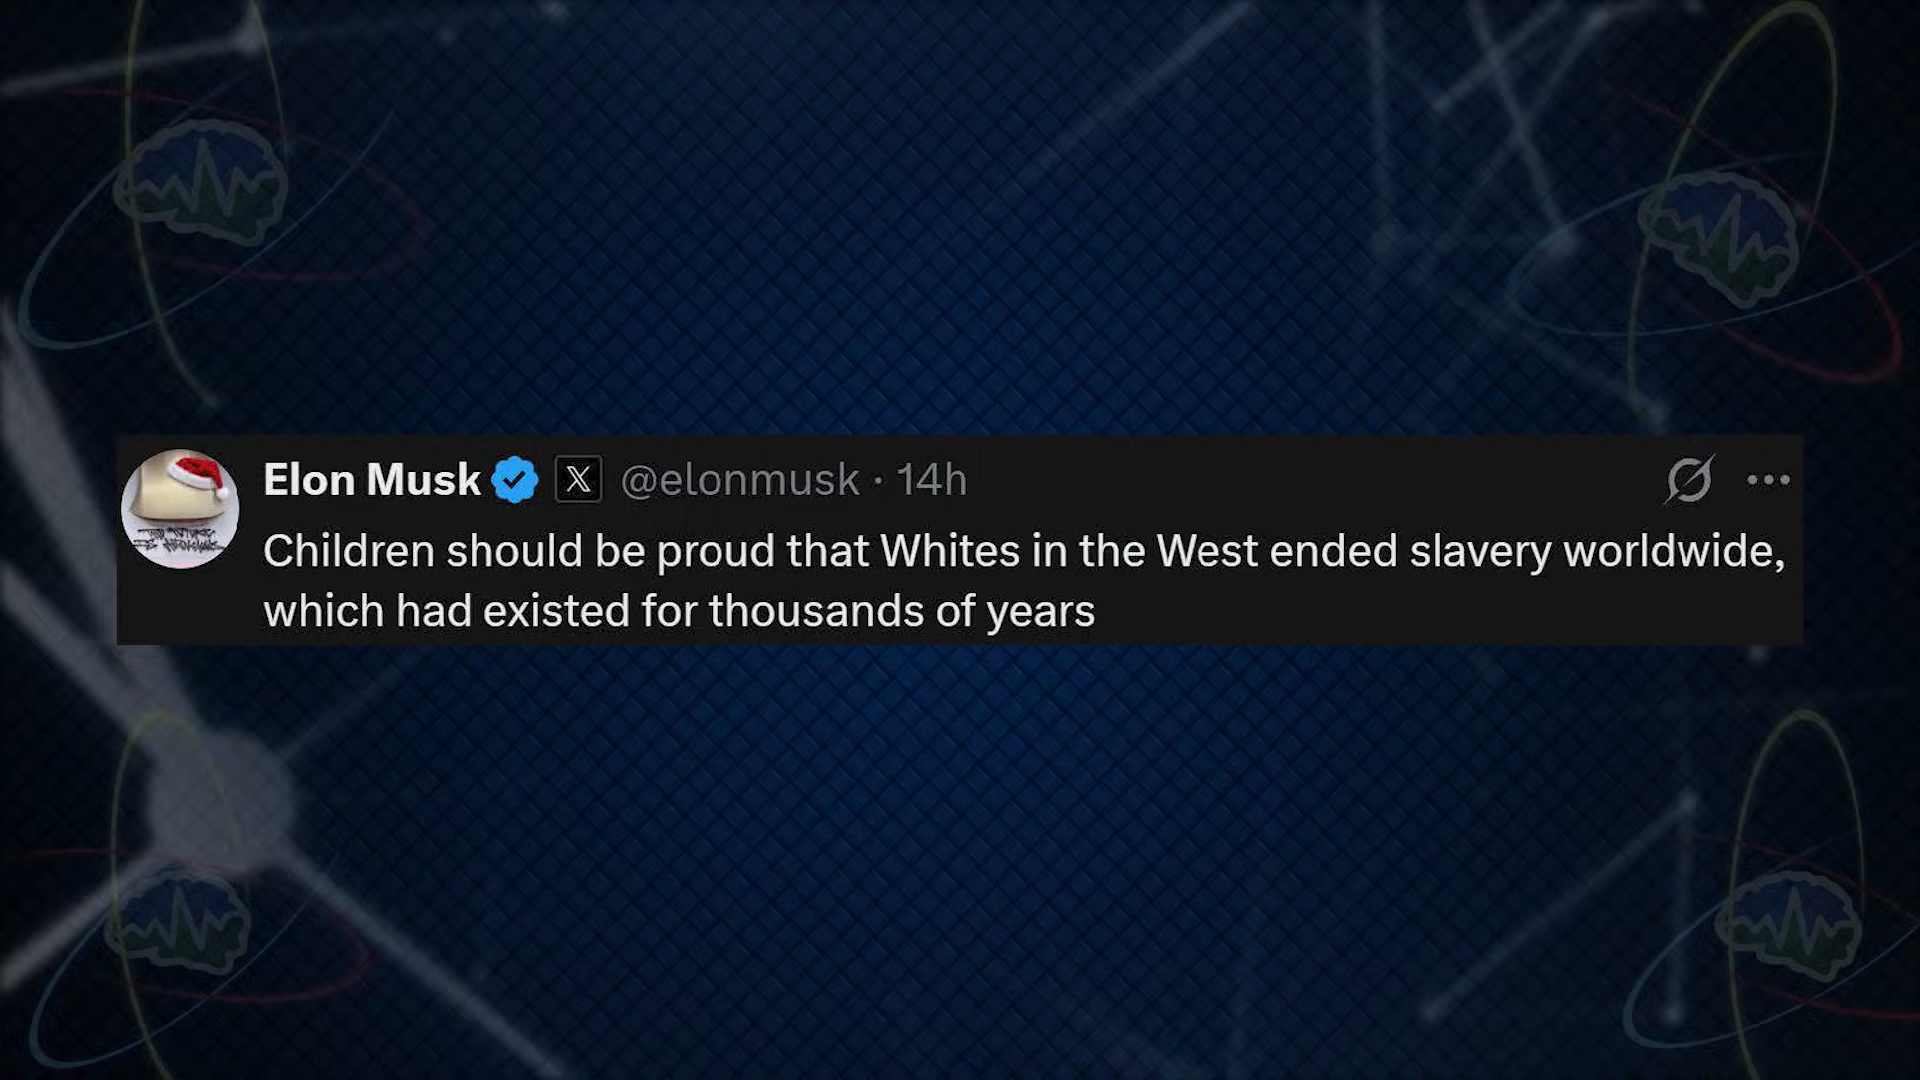 Elon Musk X @elonmusk · 14h
Children should be proud that Whites in the West ended slavery worldwide,
which had existed for thousands of years